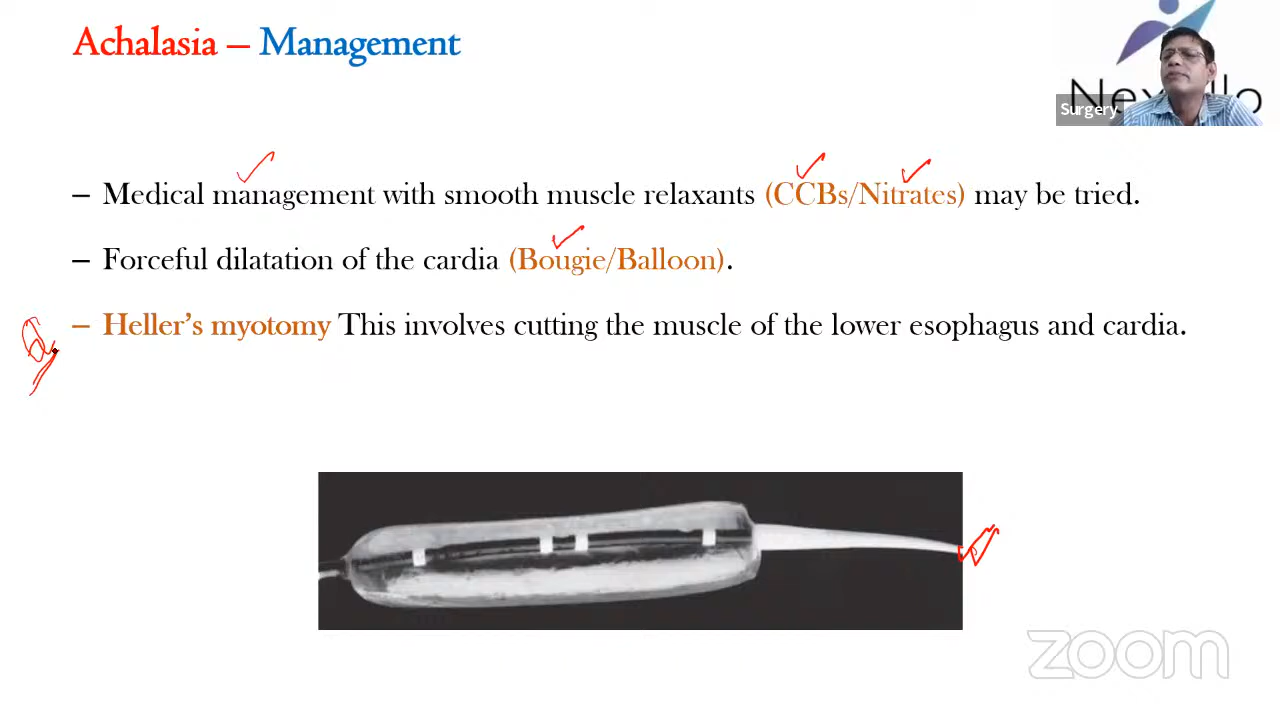 Achalasia – Management
Surgery
– Medical management with smooth muscle relaxants (CCBs/Nitrates) may be tried.
– Forceful dilatation of the cardia (Bougie/Balloon).
– Heller's myotomy This involves cutting the muscle of the lower esophagus and cardia.
zoom